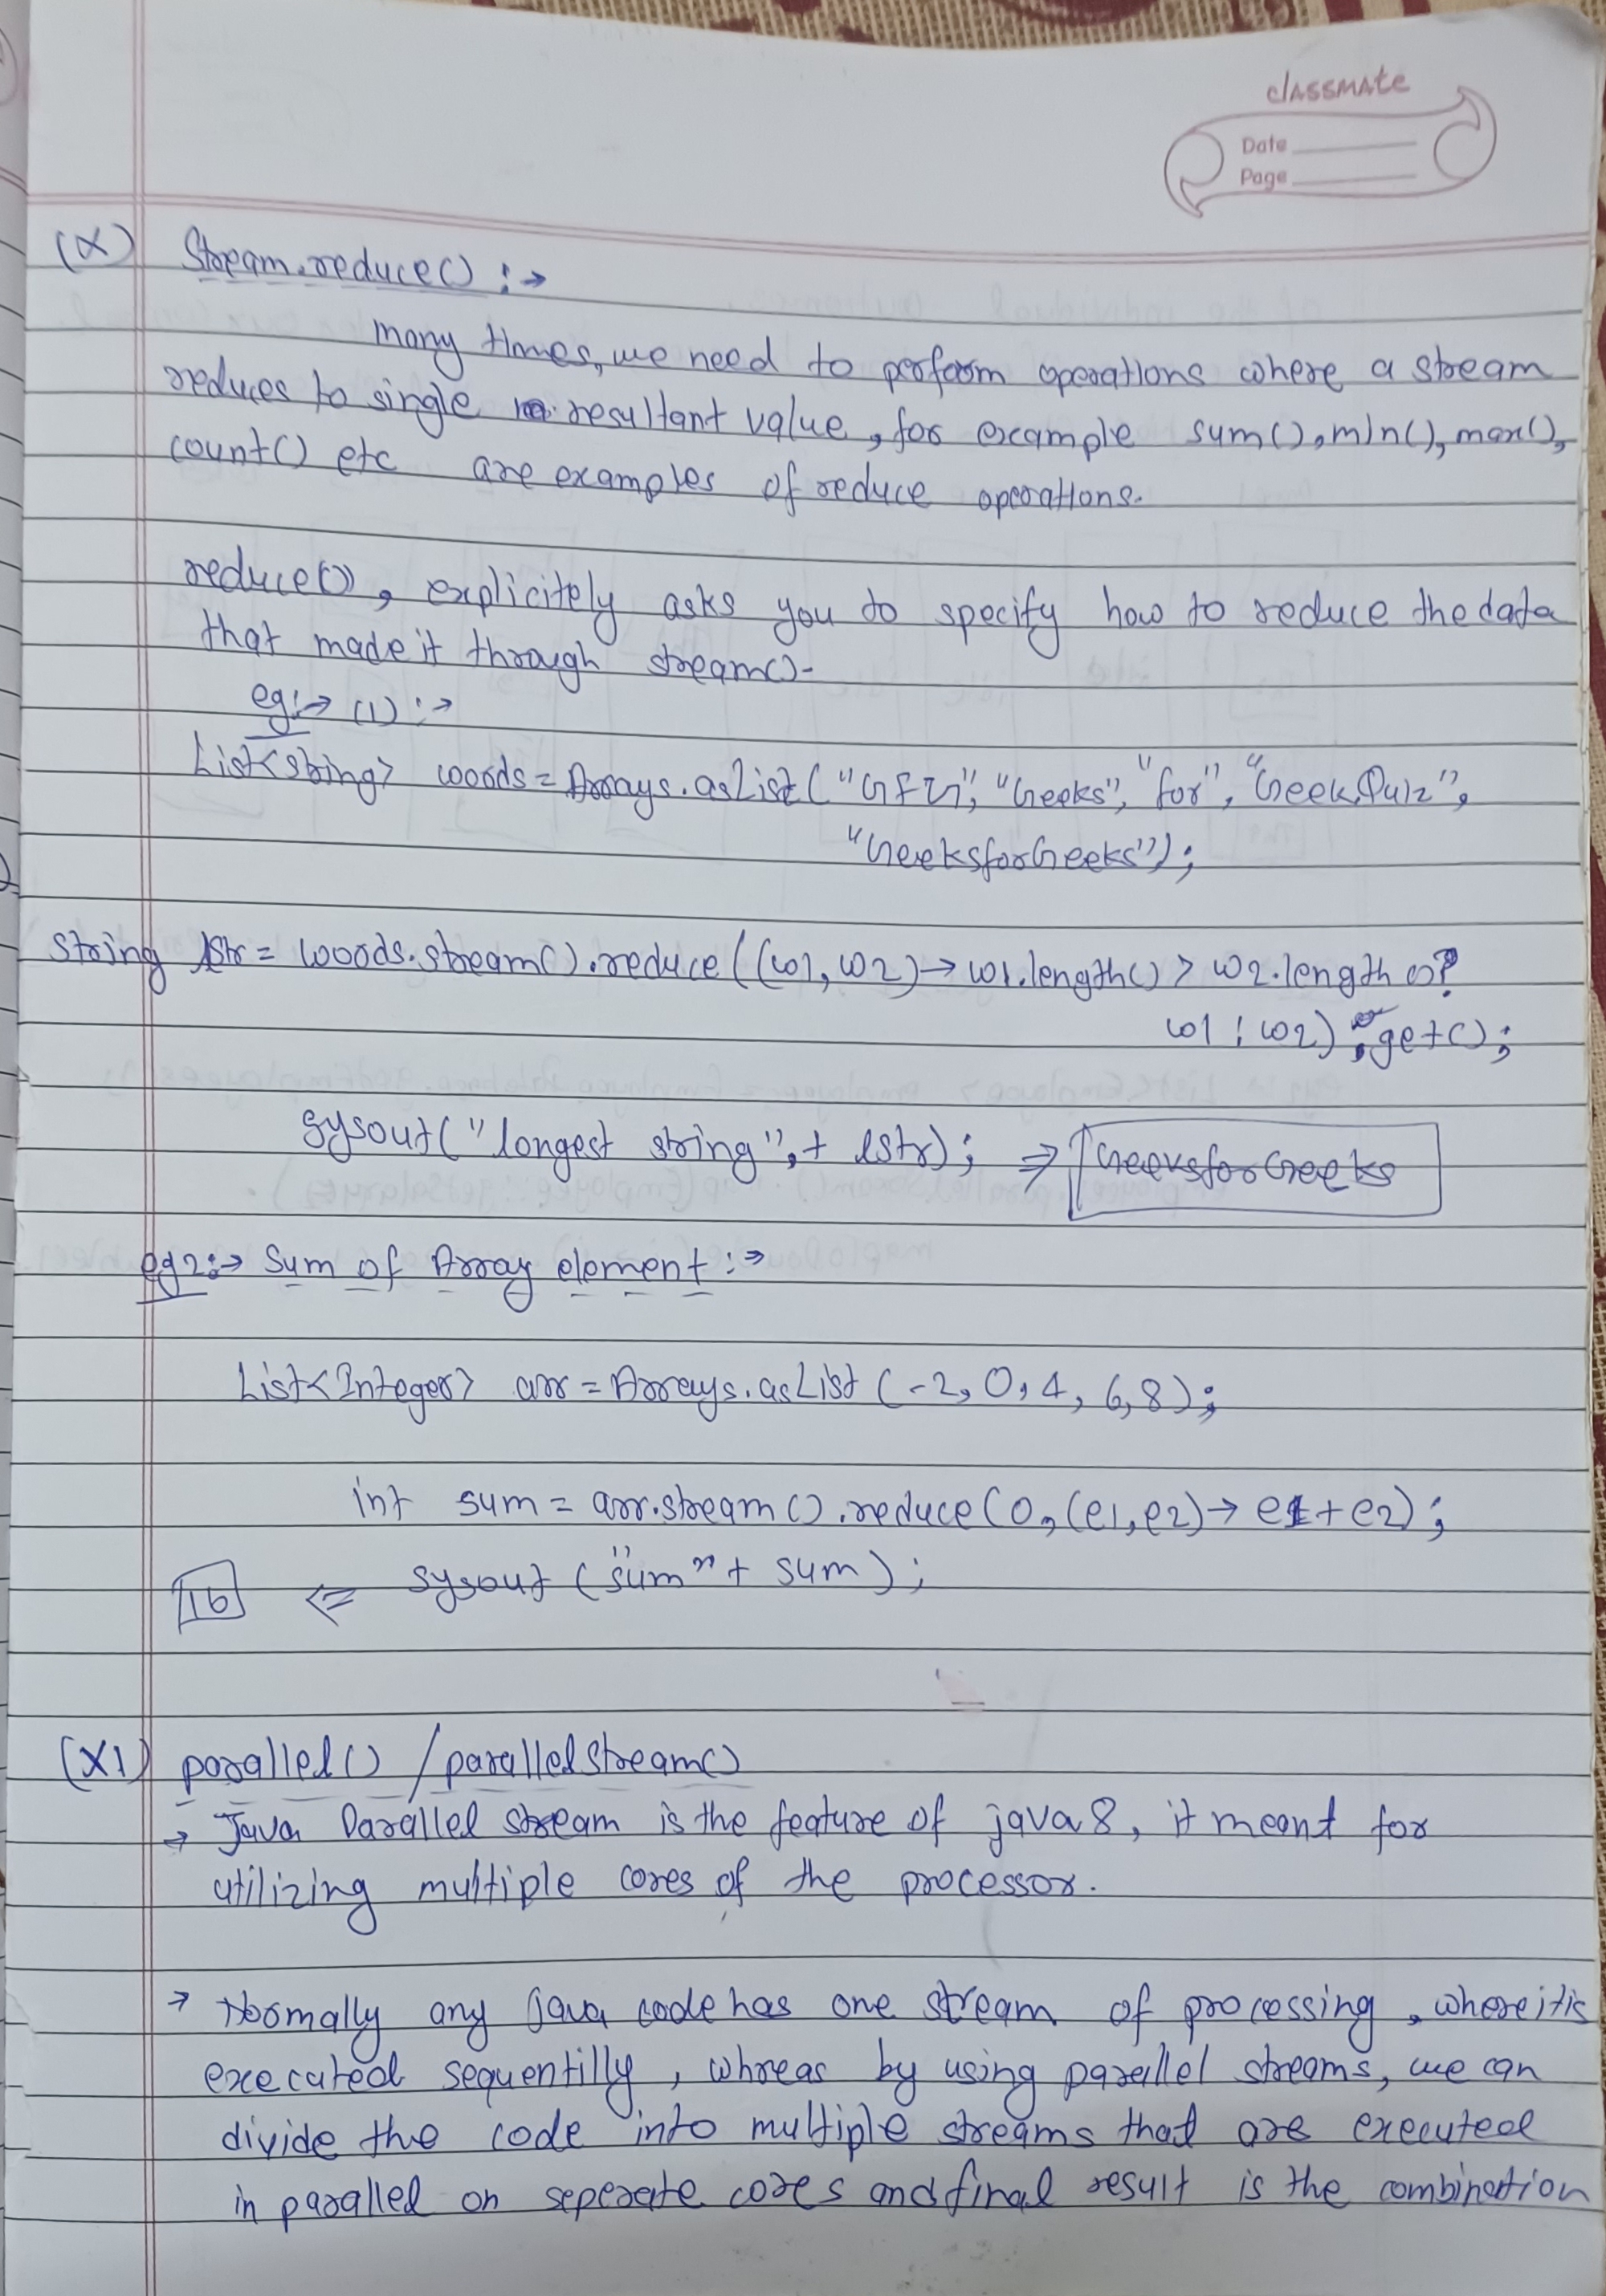 classmate
Date
Page
(X) Stream.reduce() :→
many times, we need to perform operations where a stream
reduces to single resultant value, for example sum(), min(), max(),
count() etc are examples of reduce operations.
reduce(), explicitely asks you to specify how to reduce the data
that made it through stream().
eg:→ (1) :→
List<String> words = Arrays.asList("GFG", "Geeks", "for", "GeekQuiz",
"GeeksforGeeks");
String lstr = words.stream().reduce((w1, w2) → w1.length() > w2.length()?
w1 : w2).get();
sysout("longest string", + lstr); ⇒ GeeksforGeeks
eg2:→ Sum of Array element :→
List<Integer> arr = Arrays.asList(-2, 0, 4, 6, 8);
int sum = arr.stream().reduce(0, (e1, e2) → e1 + e2);
16 ⇐ sysout("sum" + sum);
(XI) parallel() / parallelStream()
→ Java Parallel stream is the feature of java 8, it meant for
utilizing multiple cores of the processor.
→ Normally any java code has one stream of processing, where it is
executed sequentilly, whreas by using parallel streams, we can
divide the code into multiple streams that are executed
in parallel on seperate cores and final result is the combination